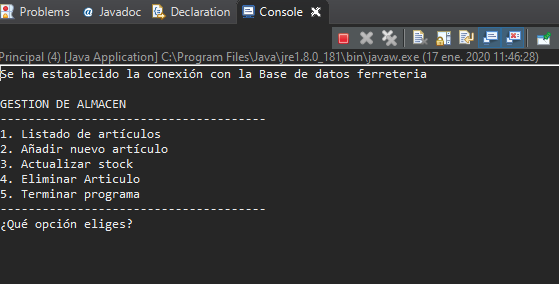 Problems @ Javadoc Declaration Console
Principal (4) [Java Application] C:\Program Files\Java\jre1.8.0_181\bin\javaw.exe (17 ene. 2020 11:46:28)
Se ha establecido la conexión con la Base de datos ferreteria
GESTION DE ALMACEN
--------------------------------------
1. Listado de artículos
2. Añadir nuevo artículo
3. Actualizar stock
4. Eliminar Articulo
5. Terminar programa
--------------------------------------
¿Qué opción eliges?